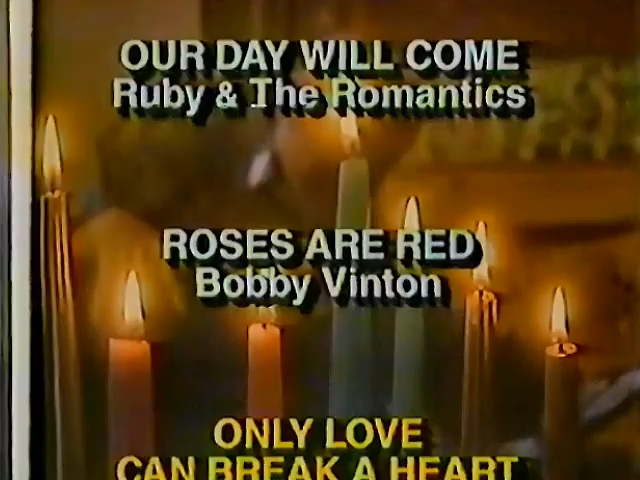 OUR DAY WILL COME
Ruby & The Romantics
ROSES ARE RED
Bobby Vinton
ONLY LOVE
CAN BREAK A HEART